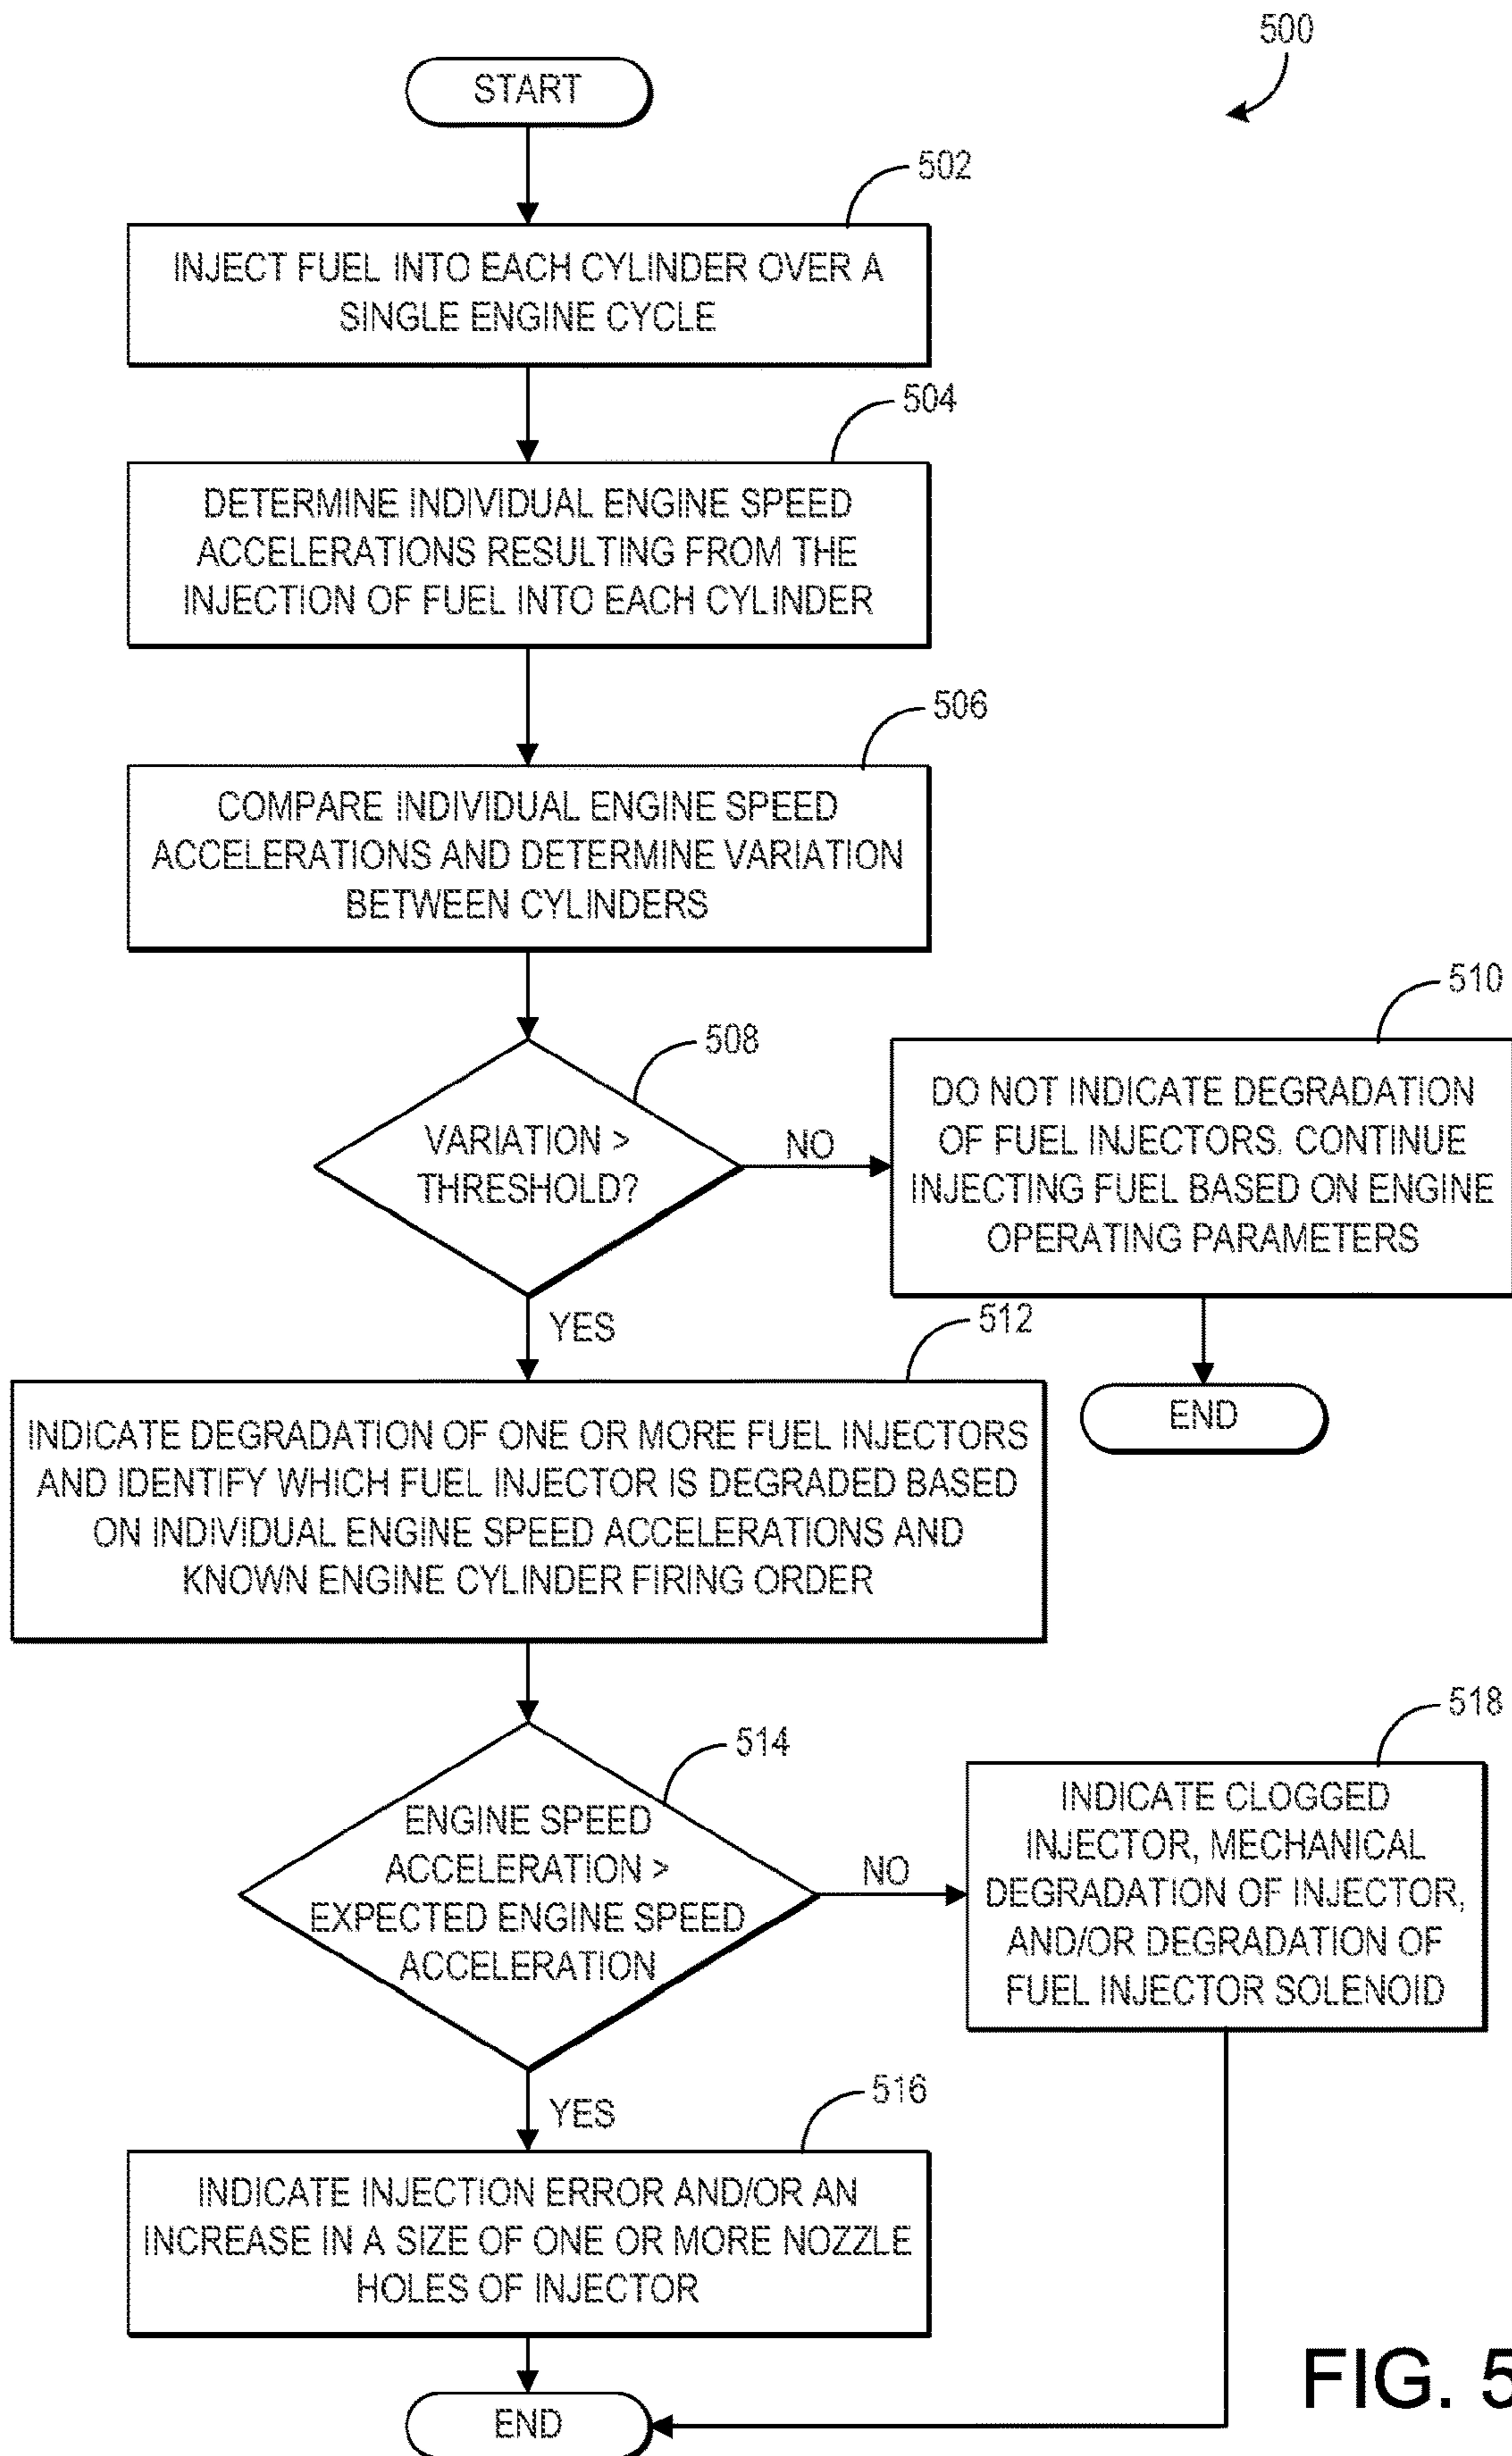 500
START
502
INJECT FUEL INTO EACH CYLINDER OVER A
SINGLE ENGINE CYCLE
504
DETERMINE INDIVIDUAL ENGINE SPEED
ACCELERATIONS RESULTING FROM THE
INJECTION OF FUEL INTO EACH CYLINDER
506
COMPARE INDIVIDUAL ENGINE SPEED
ACCELERATIONS AND DETERMINE VARIATION
BETWEEN CYLINDERS
508
VARIATION >
THRESHOLD?
NO
510
DO NOT INDICATE DEGRADATION
OF FUEL INJECTORS. CONTINUE
INJECTING FUEL BASED ON ENGINE
OPERATING PARAMETERS
END
YES
512
INDICATE DEGRADATION OF ONE OR MORE FUEL INJECTORS
AND IDENTIFY WHICH FUEL INJECTOR IS DEGRADED BASED
ON INDIVIDUAL ENGINE SPEED ACCELERATIONS AND
KNOWN ENGINE CYLINDER FIRING ORDER
514
ENGINE SPEED
ACCELERATION >
EXPECTED ENGINE SPEED
ACCELERATION
NO
518
INDICATE CLOGGED
INJECTOR, MECHANICAL
DEGRADATION OF INJECTOR,
AND/OR DEGRADATION OF
FUEL INJECTOR SOLENOID
YES
516
INDICATE INJECTION ERROR AND/OR AN
INCREASE IN A SIZE OF ONE OR MORE NOZZLE
HOLES OF INJECTOR
END
FIG. 5